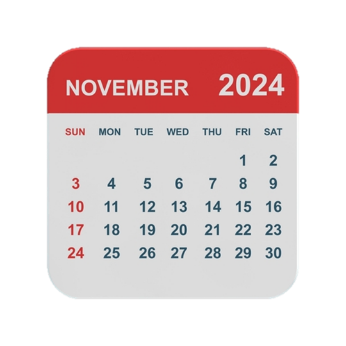 NOVEMBER 2024
SUN MON TUE WED THU FRI SAT
1 2
3 4 5 6 7 8 9
10 11 12 13 14 15 16
17 18 19 20 21 22 23
24 25 26 27 28 29 30